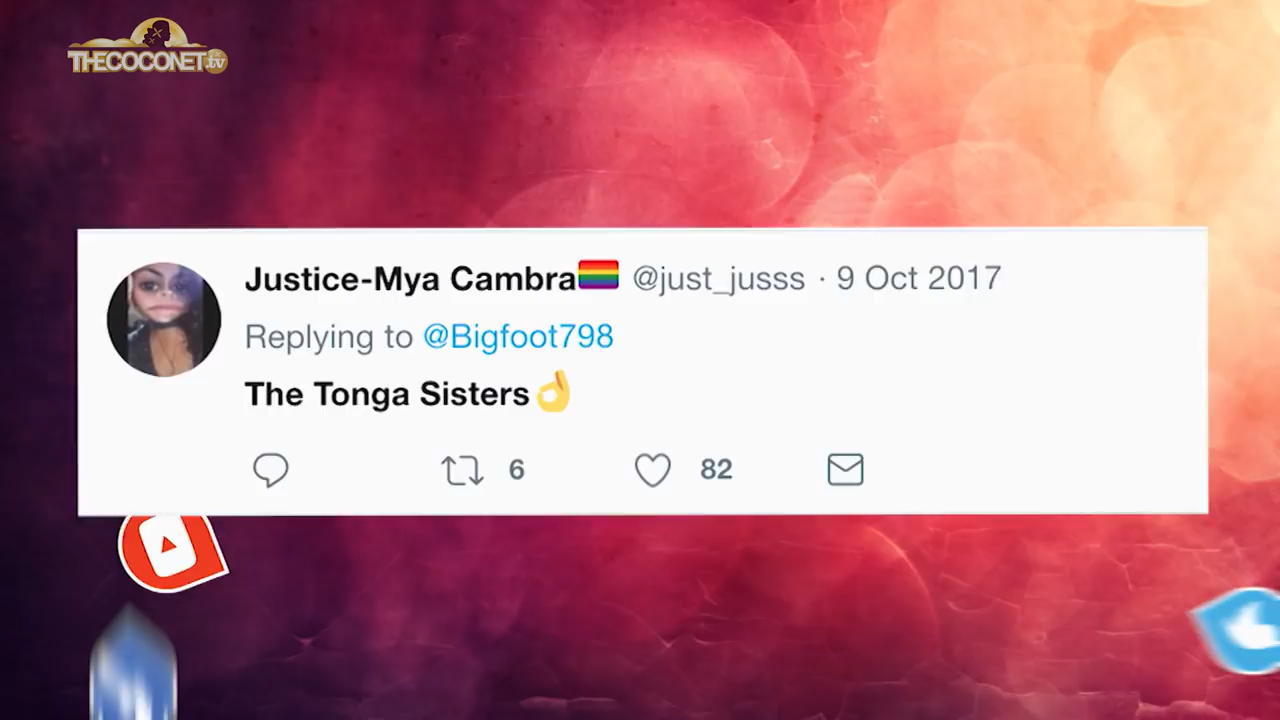 THECOCONET.tv
Justice-Mya Cambra🏳️‍🌈 @just_jusss · 9 Oct 2017
Replying to @Bigfoot798
The Tonga Sisters👌
6 82